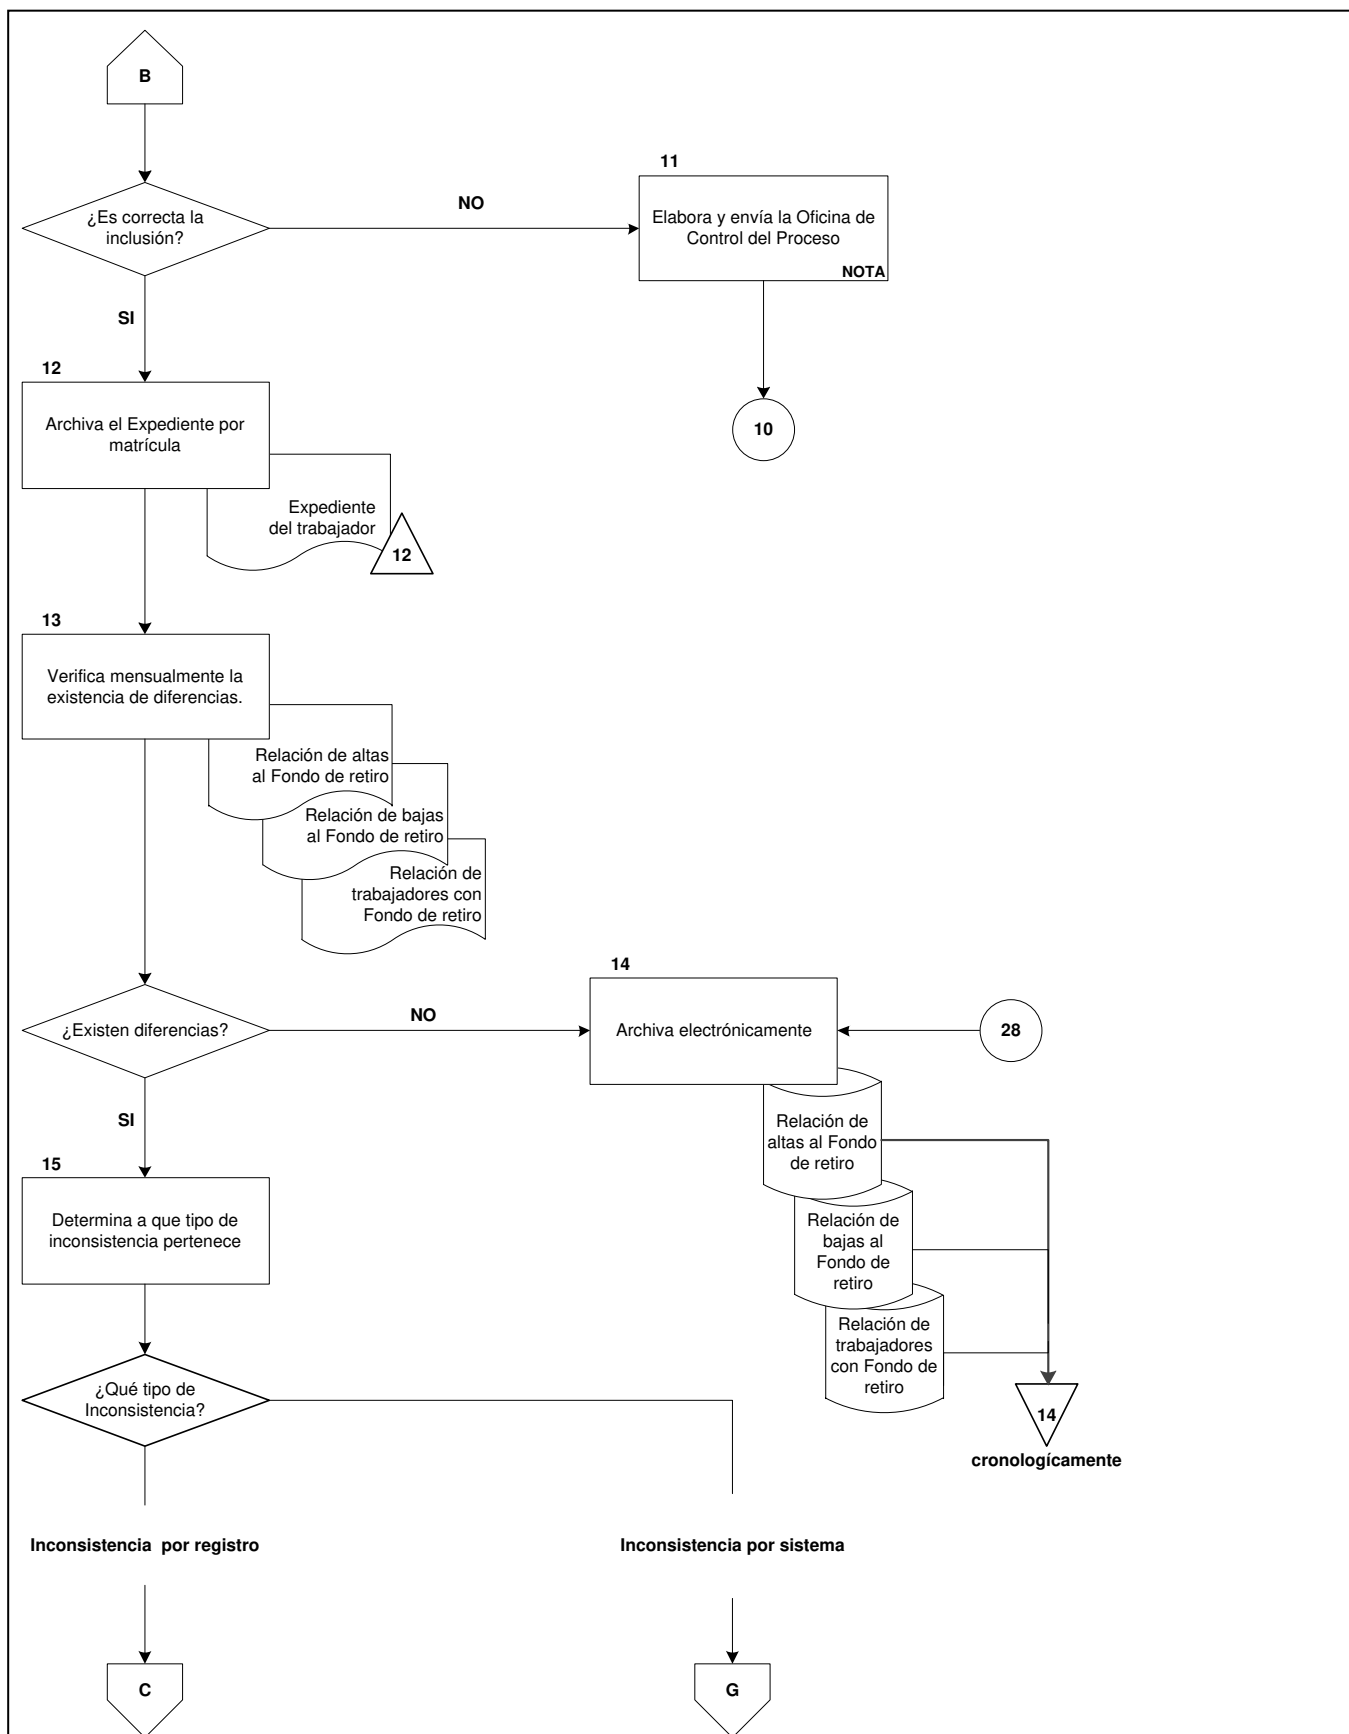 B
¿Es correcta la
inclusión?
NO
11
Elabora y envía la Oficina de
Control del Proceso
NOTA
10
SI
12
Archiva el Expediente por
matrícula
Expediente
del trabajador
12
13
Verifica mensualmente la
existencia de diferencias.
Relación de altas
al Fondo de retiro
Relación de bajas
al Fondo de retiro
Relación de
trabajadores con
Fondo de retiro
¿Existen diferencias?
NO
14
Archiva electrónicamente
28
Relación de
altas al Fondo
de retiro
Relación de
bajas al
Fondo de
retiro
Relación de
trabajadores
con Fondo de
retiro
14
cronologícamente
SI
15
Determina a que tipo de
inconsistencia pertenece
¿Qué tipo de
Inconsistencia?
Inconsistencia  por registro
Inconsistencia por sistema
C
G